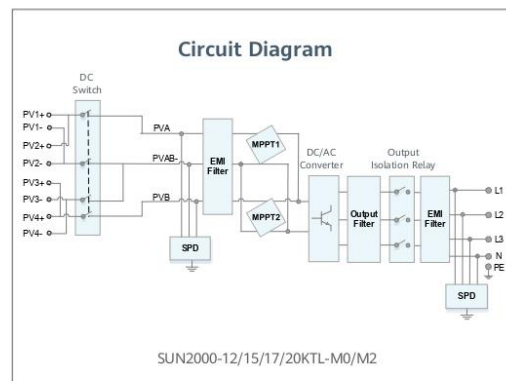 Circuit Diagram
DC
Switch
PV1+
PV1-
PV2+
PV2-
PV3+
PV3-
PV4+
PV4-
PVA
PVAB-
PVB
SPD
EMI
Filter
MPPT1
MPPT2
DC/AC
Converter
Output
Filter
Output
Isolation Relay
EMI
Filter
L1
L2
L3
N
PE
SPD
SUN2000-12/15/17/20KTL-M0/M2